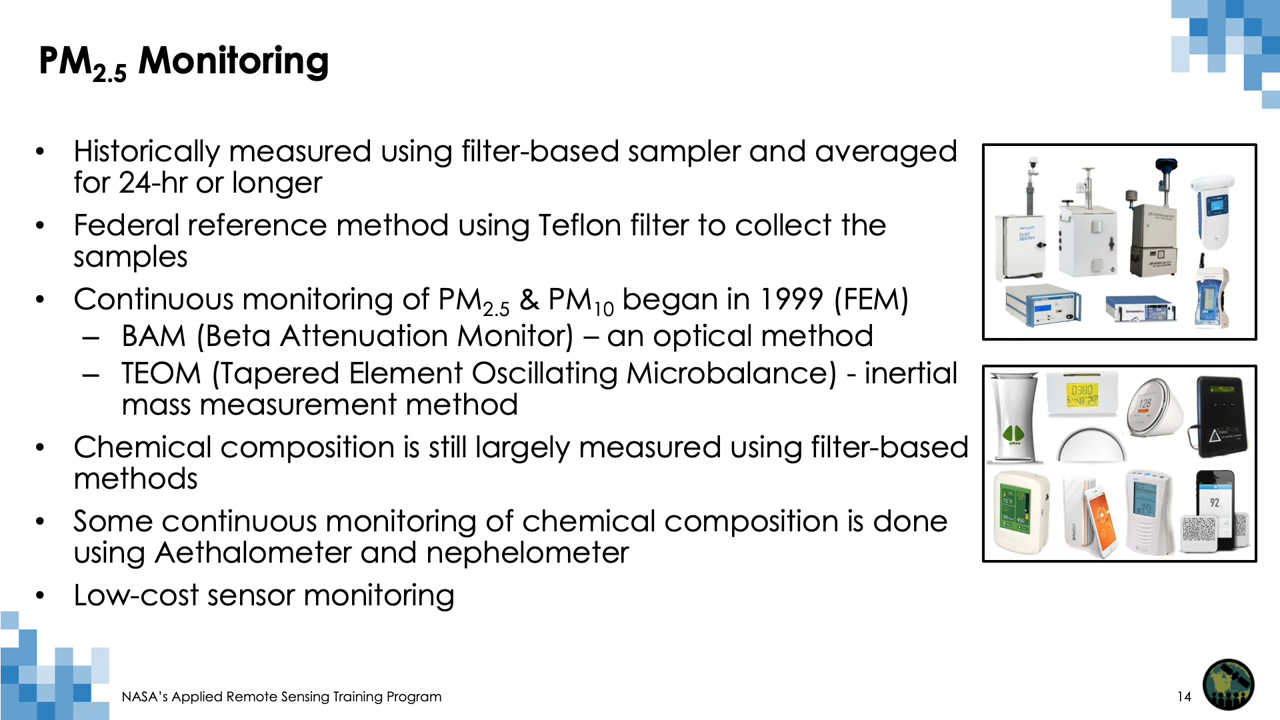 PM2.5 Monitoring
• Historically measured using filter-based sampler and averaged
for 24-hr or longer
• Federal reference method using Teflon filter to collect the
samples
• Continuous monitoring of PM2.5 & PM10 began in 1999 (FEM)
– BAM (Beta Attenuation Monitor) – an optical method
– TEOM (Tapered Element Oscillating Microbalance) - inertial
mass measurement method
• Chemical composition is still largely measured using filter-based
methods
• Some continuous monitoring of chemical composition is done
using Aethalometer and nephelometer
• Low-cost sensor monitoring
128
92
NASA's Applied Remote Sensing Training Program
14